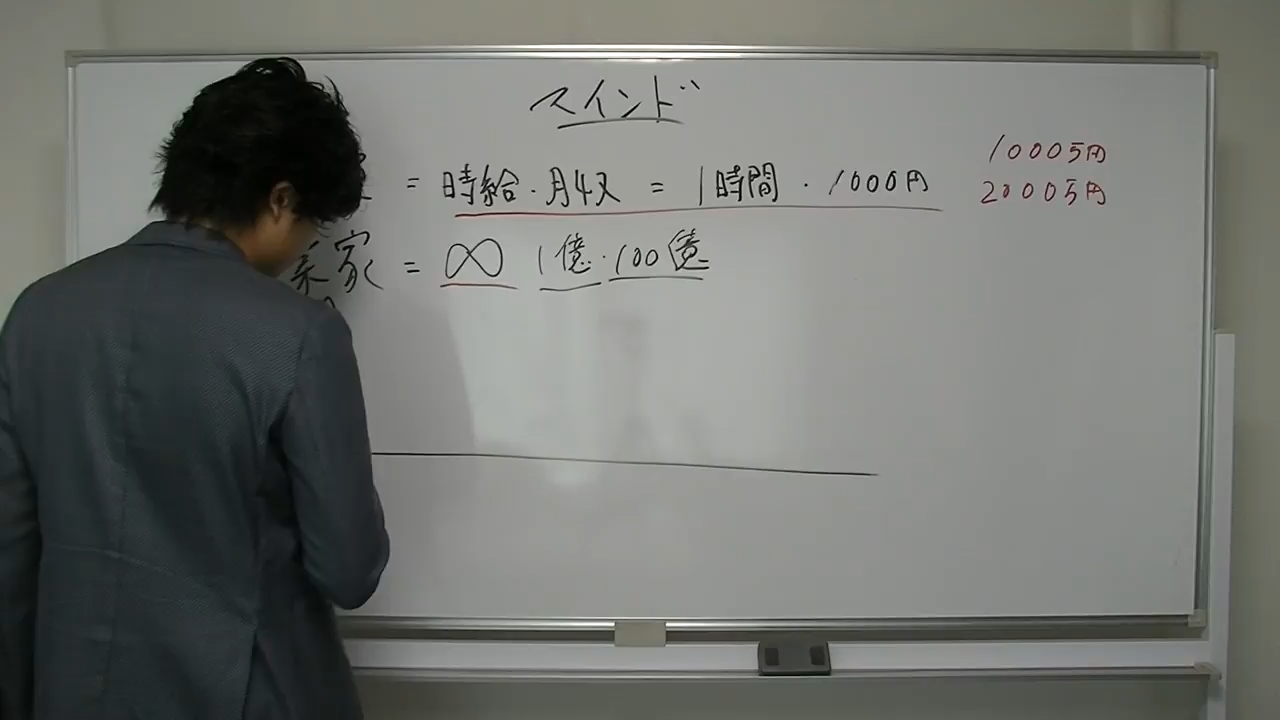 マインド
= 時給・月収 = 1時間・1000円
家 = ∞ 1億・100億
1000万円
2000万円